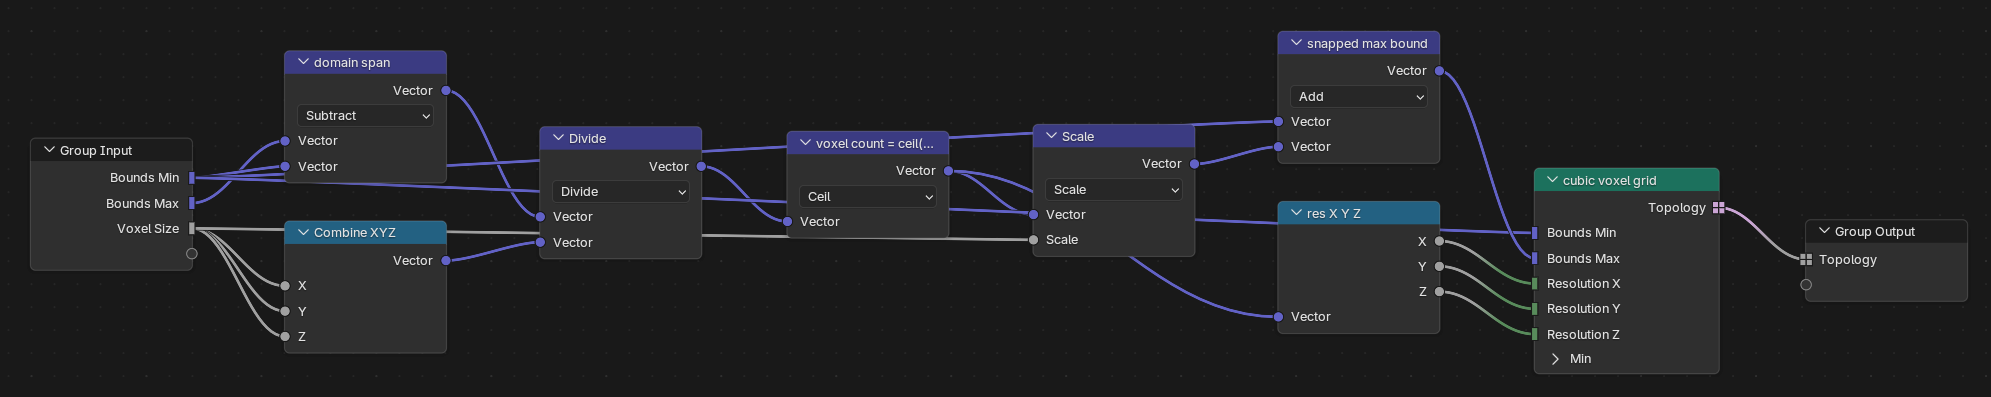 Group Input
Bounds Min
Bounds Max
Voxel Size
domain span
Vector
Subtract
Vector
Vector
Combine XYZ
Vector
X
Y
Z
Divide
Vector
Divide
Vector
Vector
voxel count = ceil(...
Vector
Ceil
Vector
Scale
Vector
Scale
Vector
Scale
snapped max bound
Vector
Add
Vector
Vector
res X Y Z
X
Y
Z
Vector
cubic voxel grid
Topology
Bounds Min
Bounds Max
Resolution X
Resolution Y
Resolution Z
Min
Group Output
Topology